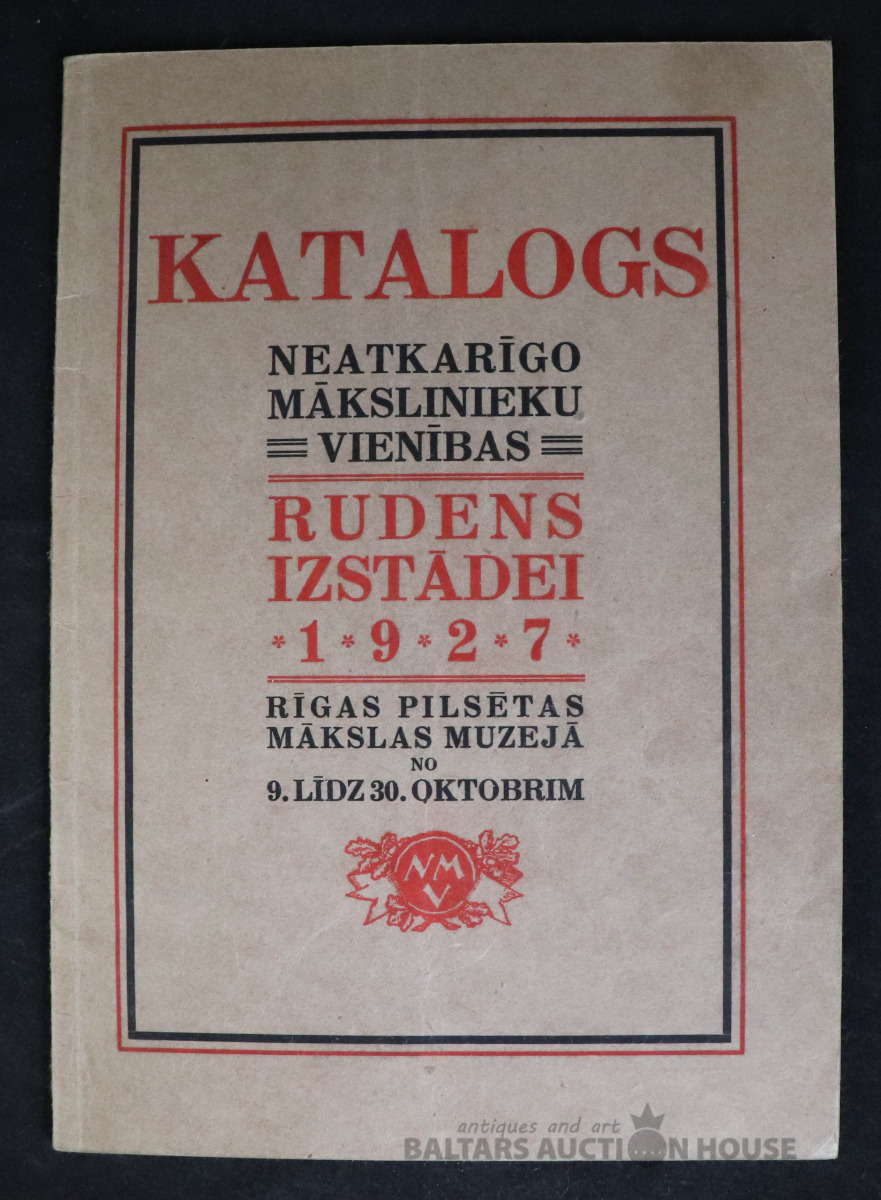 KATALOGS
NEATKARĪGO
MĀKSLINIEKU
VIENĪBAS
RUDENS
IZSTĀDEI
*1*9*2*7*
RĪGAS PILSĒTAS
MĀKSLAS MUZEJĀ
NO
9. LĪDZ 30. OKTOBRIM
NM
V
antiques and art
BALTARS AUCTION HOUSE